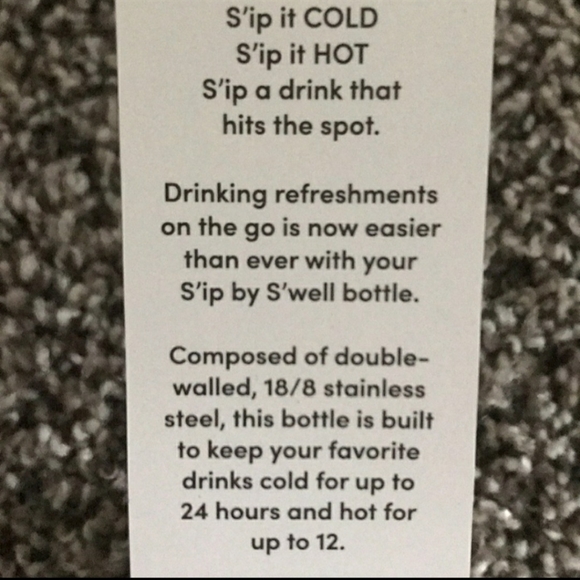 S'ip it COLD
S'ip it HOT
S'ip a drink that
hits the spot.
Drinking refreshments
on the go is now easier
than ever with your
S'ip by S'well bottle.
Composed of double-
walled, 18/8 stainless
steel, this bottle is built
to keep your favorite
drinks cold for up to
24 hours and hot for
up to 12.